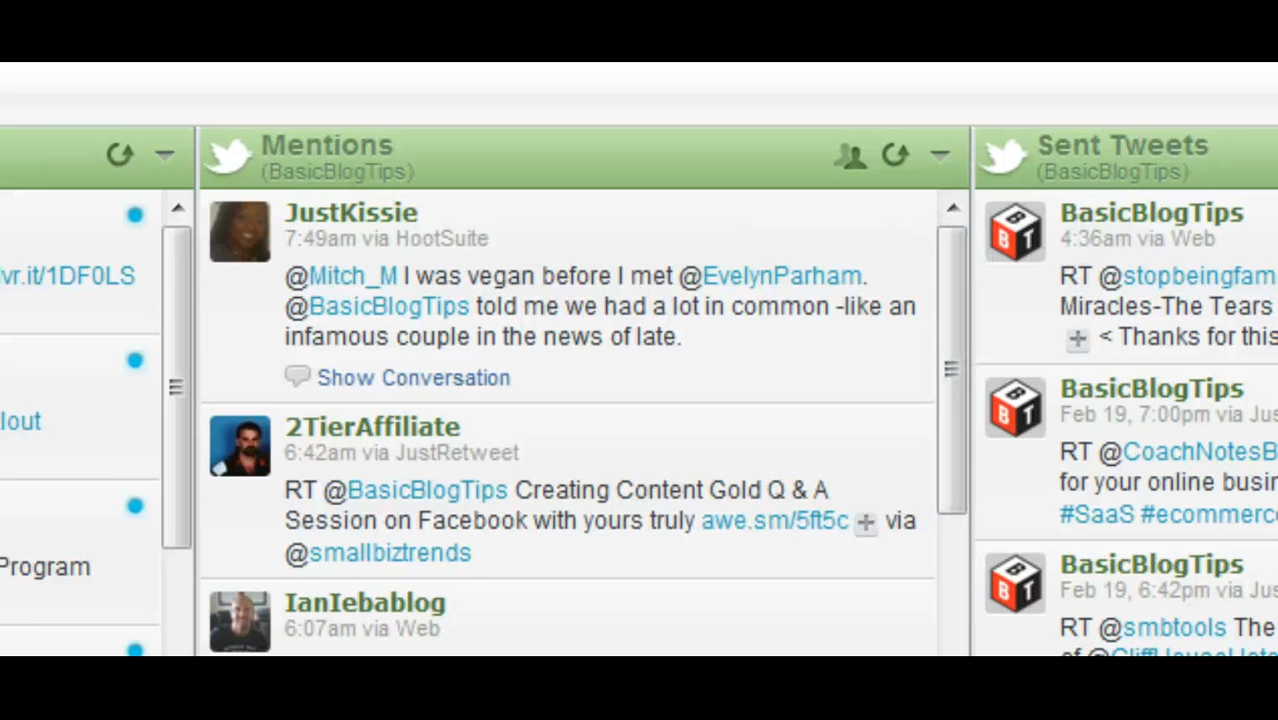 Mentions
(BasicBlogTips)
JustKissie
7:49am via HootSuite
@Mitch_M I was vegan before I met @EvelynParham.
@BasicBlogTips told me we had a lot in common -like an
infamous couple in the news of late.
Show Conversation
2TierAffiliate
6:42am via JustRetweet
RT @BasicBlogTips Creating Content Gold Q & A
Session on Facebook with yours truly awe.sm/5ft5c + via
@smallbiztrends
IanIebablog
6:07am via Web
Sent Tweets
(BasicBlogTips)
BasicBlogTips
4:36am via Web
RT @stopbeingfam
Miracles-The Tears
+ < Thanks for this
BasicBlogTips
Feb 19, 7:00pm via Jus
RT @CoachNotesB
for your online busin
#SaaS #ecommerc
BasicBlogTips
Feb 19, 6:42pm via Jus
RT @smbtools The
vr.it/1DF0LS
lout
Program